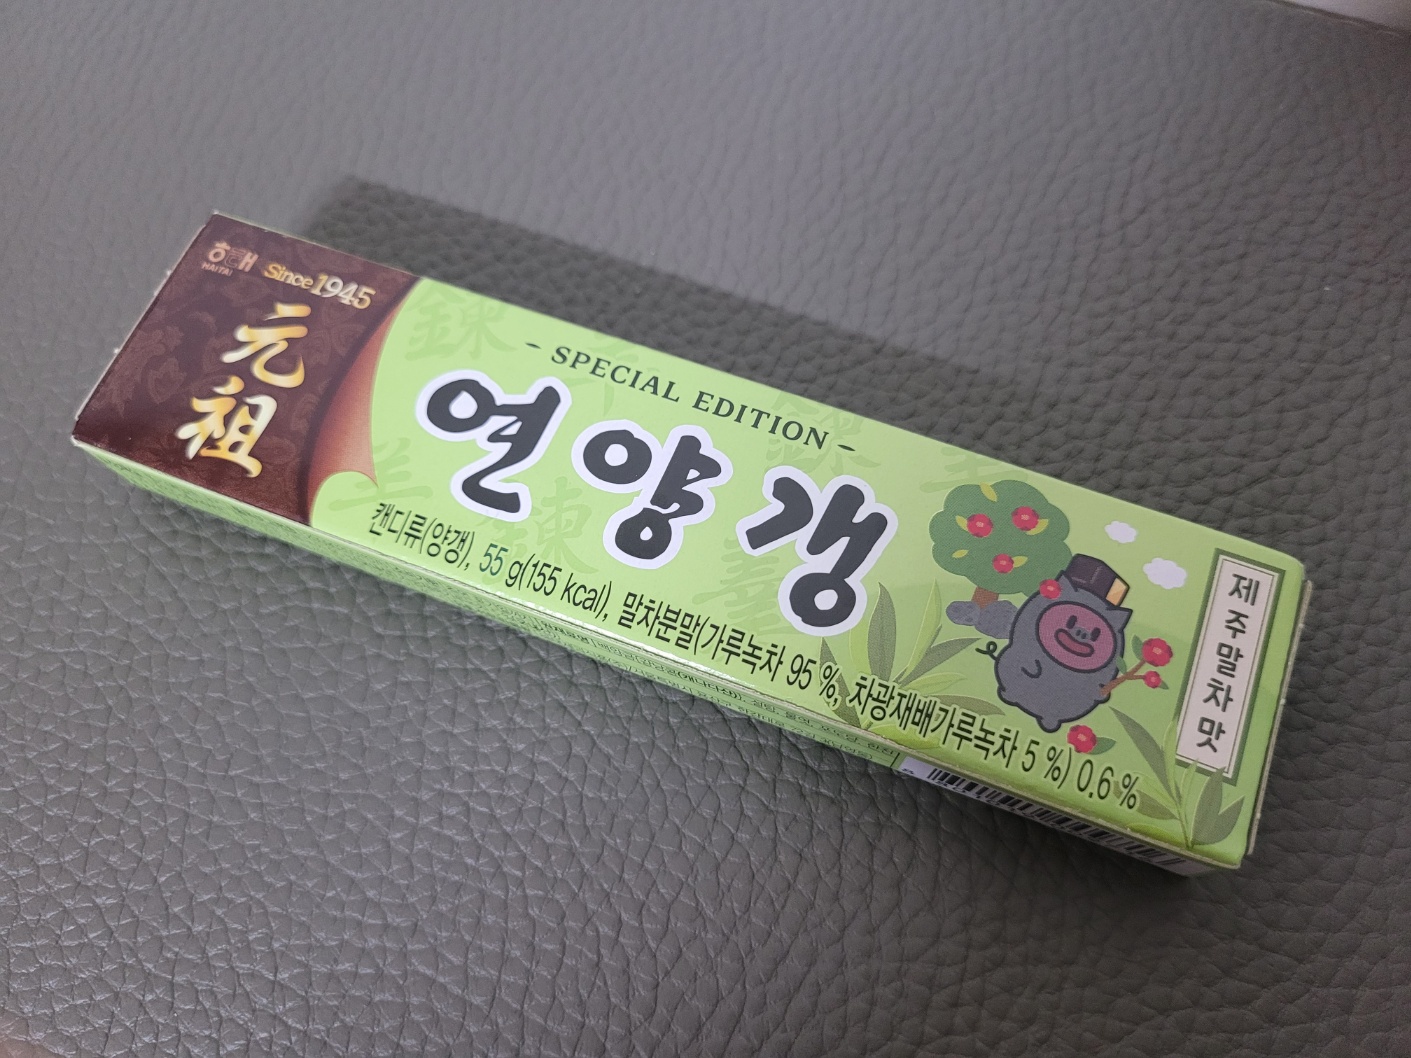 해태
HAITAI
Since 1945
元
祖
- SPECIAL EDITION -
연양갱
캔디류(양갱), 55 g(155 kcal), 말차분말(가루녹차 95 %, 차광재배가루녹차 5 %) 0.6 %
제주말차맛